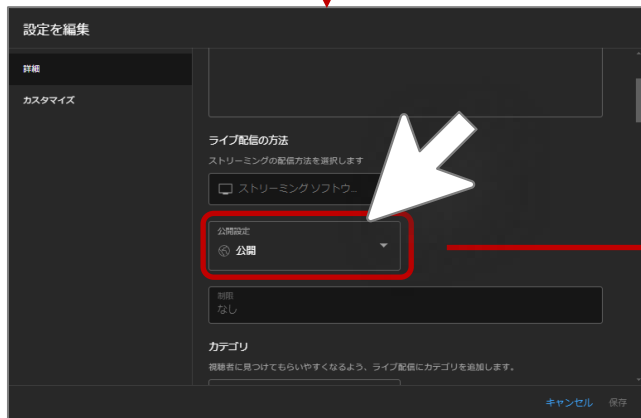 設定を編集
詳細
カスタマイズ
ライブ配信の方法
ストリーミングの配信方法を選択します
ストリーミングソフトウ...
公開設定
公開
制限
なし
カテゴリ
視聴者に見つけてもらいやすくなるよう、ライブ配信にカテゴリを追加します。
キャンセル 保存